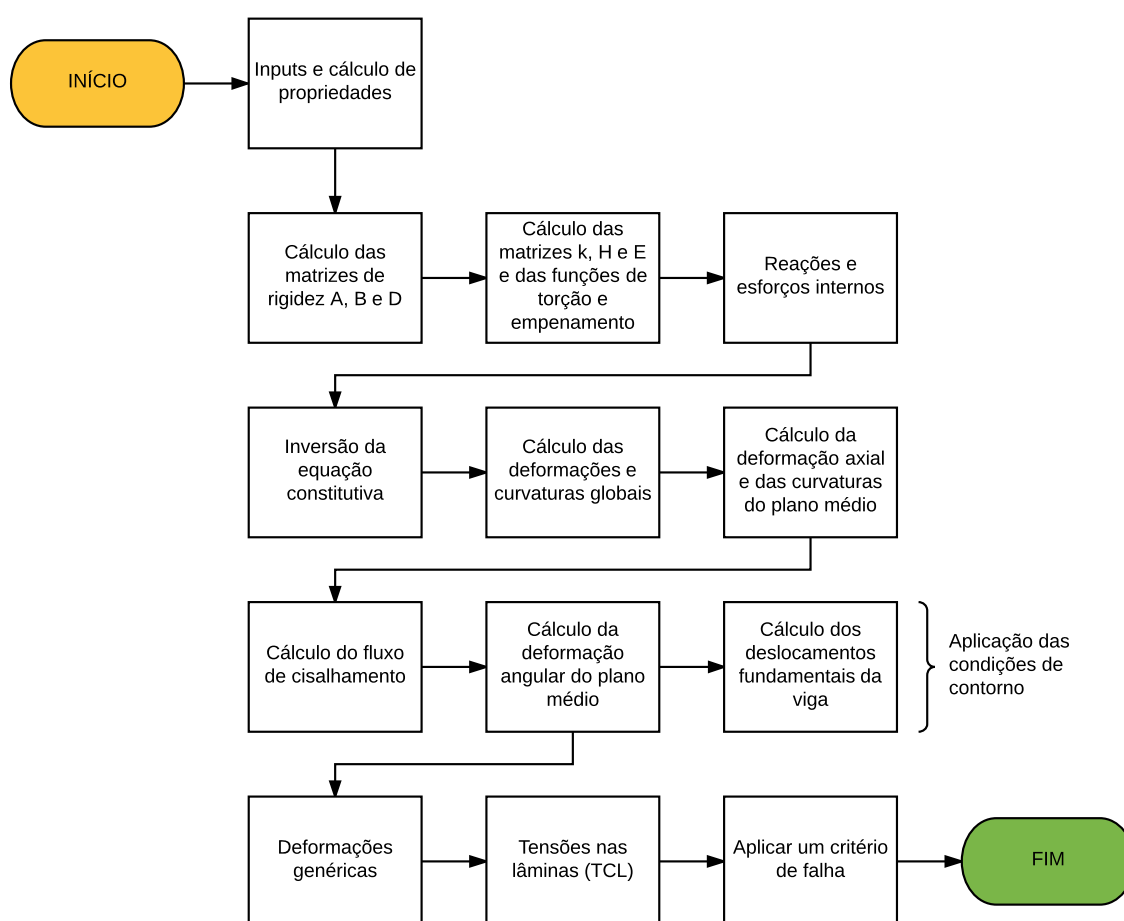 INÍCIO
Inputs e cálculo de
propriedades
Cálculo das
matrizes de
rigidez A, B e D
Cálculo das
matrizes k, H e E
e das funções de
torção e
empenamento
Reações e
esforços internos
Inversão da
equação
constitutiva
Cálculo das
deformações e
curvaturas globais
Cálculo da
deformação axial
e das curvaturas
do plano médio
Cálculo do fluxo
de cisalhamento
Cálculo da
deformação
angular do plano
médio
Cálculo dos
deslocamentos
fundamentais da
viga
Aplicação das
condições de
contorno
Deformações
genéricas
Tensões nas
lâminas (TCL)
Aplicar um critério
de falha
FIM